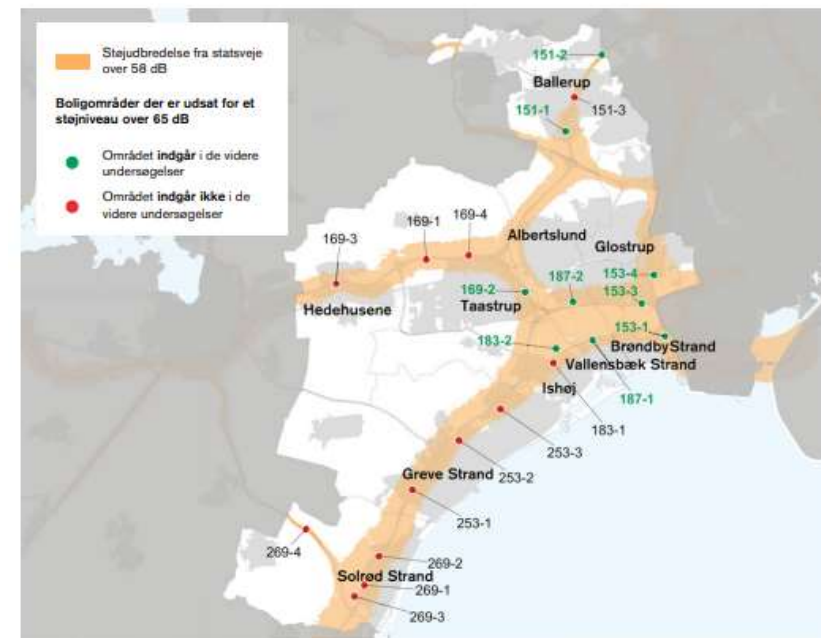 Støjudbredelse fra statsveje
over 58 dB
Boligområder der er udsat for et
støjniveau over 65 dB
Området indgår i de videre
undersøgelser
Området indgår ikke i de
videre undersøgelser
151-2
Ballerup
151-3
151-1
169-1
169-4
Albertslund
169-3
Glostrup
153-4
187-2
153-3
169-2
Taastrup
Hedehusene
153-1
183-2
Brøndby Strand
Vallensbæk Strand
Ishøj
187-1
183-1
253-3
253-2
Greve Strand
253-1
269-4
269-2
Solrød Strand
269-1
269-3